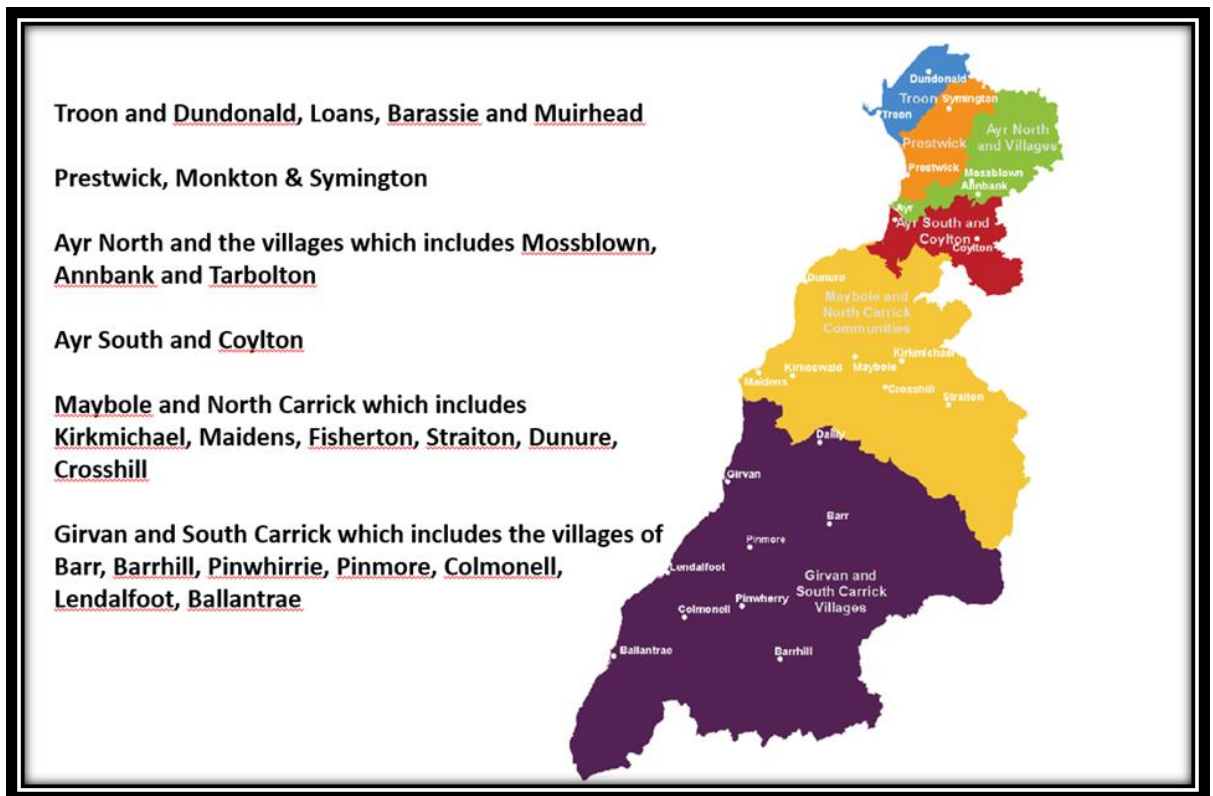 Troon and Dundonald, Loans, Barassie and Muirhead
Prestwick, Monkton & Symington
Ayr North and the villages which includes Mossblown,
Annbank and Tarbolton
Ayr South and Coylton
Maybole and North Carrick which includes
Kirkmichael, Maidens, Fisherton, Straiton, Dunure,
Crosshill
Girvan and South Carrick which includes the villages of
Barr, Barrhill, Pinwhirrie, Pinmore, Colmonell,
Lendalfoot, Ballantrae
Dundonald
Troon
Symington
Troon
Ayr North
and Villages
Prestwick
Prestwick
Mossblown
Annbank
Ayr
Ayr South and
Coylton
Coylton
Dunure
Maybole and
North Carrick
Communities
Kirkmichael
Kirkoswald
Maybole
Maidens
Crosshill
Straiton
Dailly
Girvan
Barr
Pinmore
Lendalfoot
Girvan and
South Carrick
Villages
Pinwherry
Colmonell
Ballantrae
Barrhill